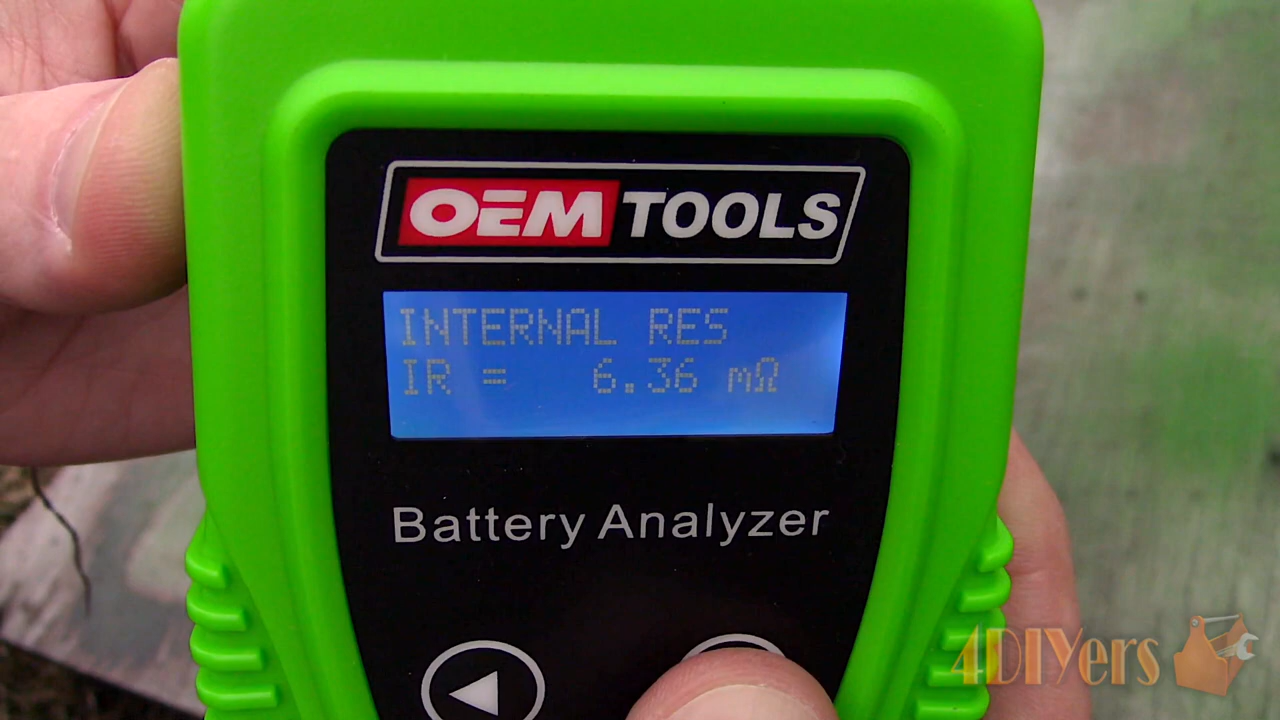 OEM TOOLS
INTERNAL RES
IR = 6.36 mΩ
Battery Analyzer
4DIYers